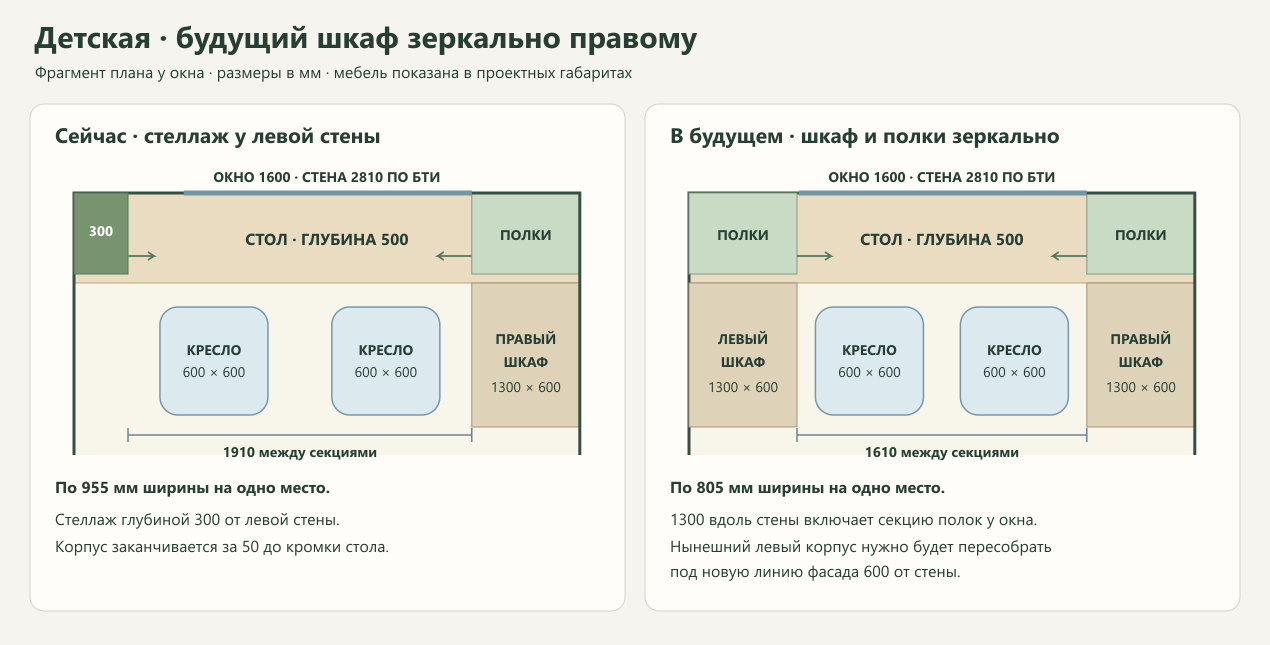 Детская · будущий шкаф зеркально правому
Фрагмент плана у окна · размеры в мм · мебель показана в проектных габаритах
Сейчас · стеллаж у левой стены
ОКНО 1600 · СТЕНА 2810 ПО БТИ
300
СТОЛ · ГЛУБИНА 500
ПОЛКИ
КРЕСЛО
600 × 600
КРЕСЛО
600 × 600
ПРАВЫЙ
ШКАФ
1300 × 600
1910 между секциями
По 955 мм ширины на одно место.
Стеллаж глубиной 300 от левой стены.
Корпус заканчивается за 50 до кромки стола.
В будущем · шкаф и полки зеркально
ОКНО 1600 · СТЕНА 2810 ПО БТИ
ПОЛКИ
СТОЛ · ГЛУБИНА 500
ПОЛКИ
ЛЕВЫЙ
ШКАФ
1300 × 600
КРЕСЛО
600 × 600
КРЕСЛО
600 × 600
ПРАВЫЙ
ШКАФ
1300 × 600
1610 между секциями
По 805 мм ширины на одно место.
1300 вдоль стены включает секцию полок у окна.
Нынешний левый корпус нужно будет пересобрать
под новую линию фасада 600 от стены.